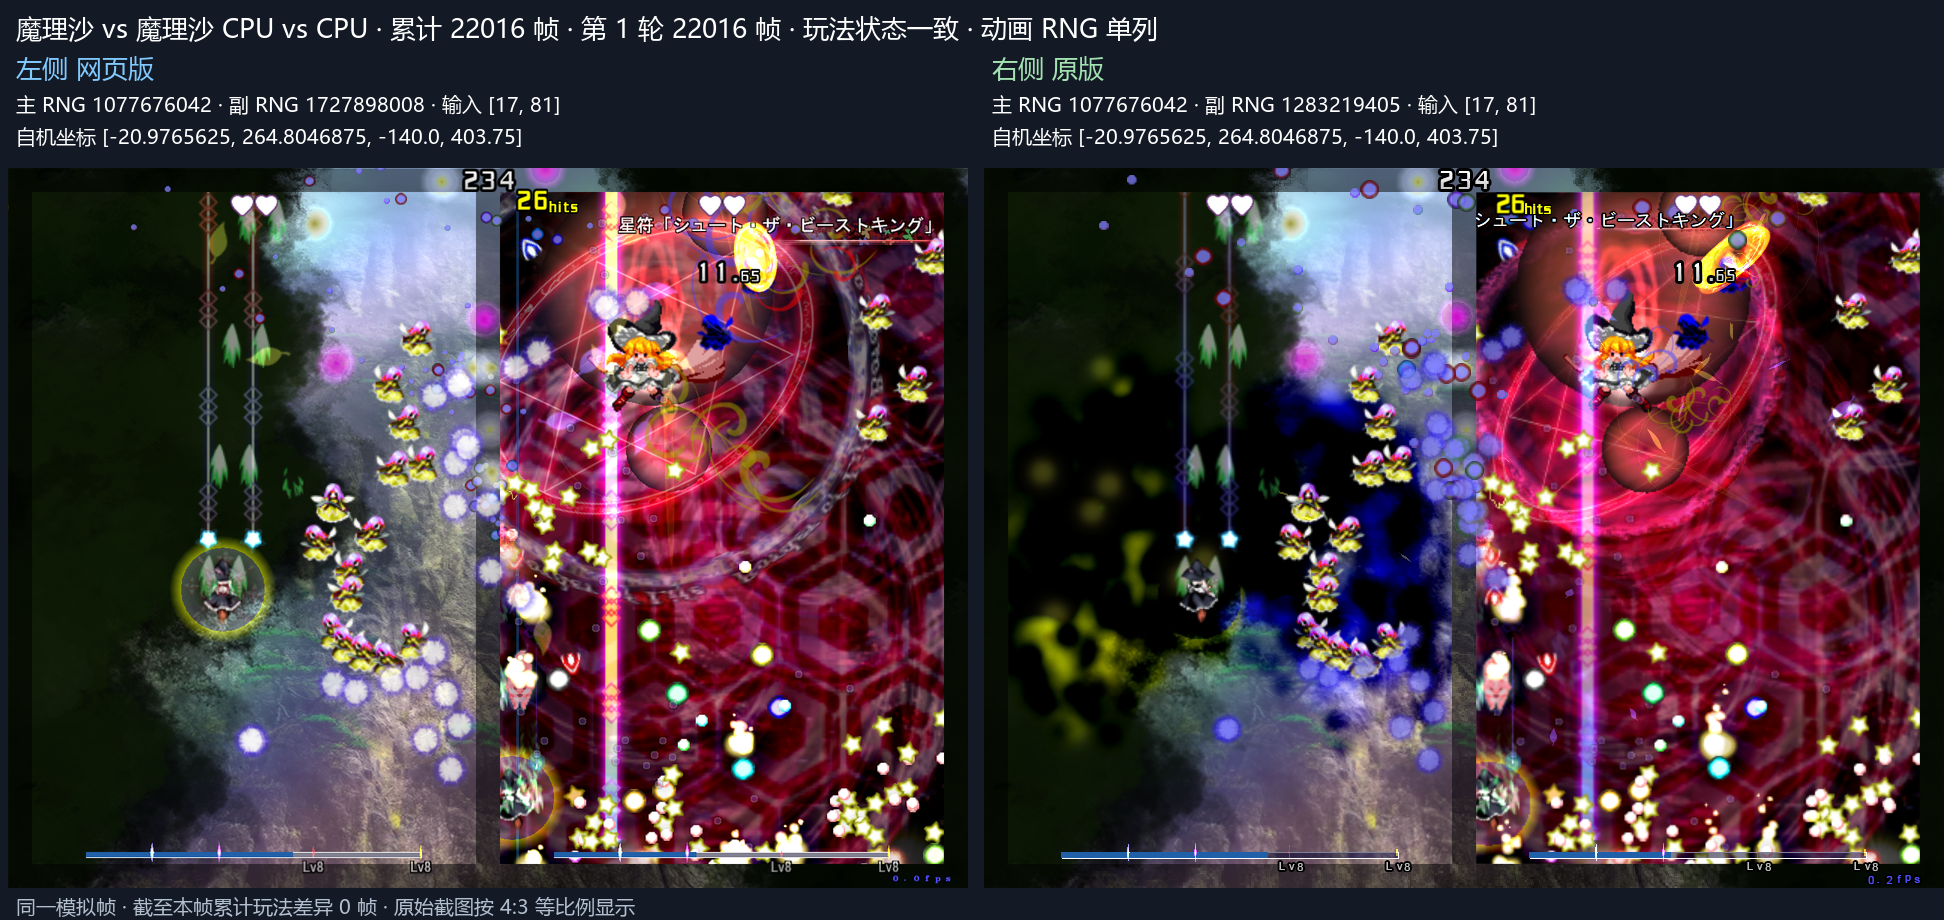 魔理沙 vs 魔理沙 CPU vs CPU · 累计 22016 帧 · 第 1 轮 22016 帧 · 玩法状态一致 · 动画 RNG 单列
左侧 网页版
主 RNG 1077676042 · 副 RNG 1727898008 · 输入 [17, 81]
自机坐标 [-20.9765625, 264.8046875, -140.0, 403.75]
234
26hits
星符「シュート・ザ・ビーストキング」
11.65
Lv8 Lv8 Lv8 Lv8
0.0fps
右侧 原版
主 RNG 1077676042 · 副 RNG 1283219405 · 输入 [17, 81]
自机坐标 [-20.9765625, 264.8046875, -140.0, 403.75]
234
26hits
シュート・ザ・ビーストキング」
11.65
Lv8 Lv8 Lv8 Lv8
0.2fps
同一模拟帧 · 截至本帧累计玩法差异 0 帧 · 原始截图按 4:3 等比例显示